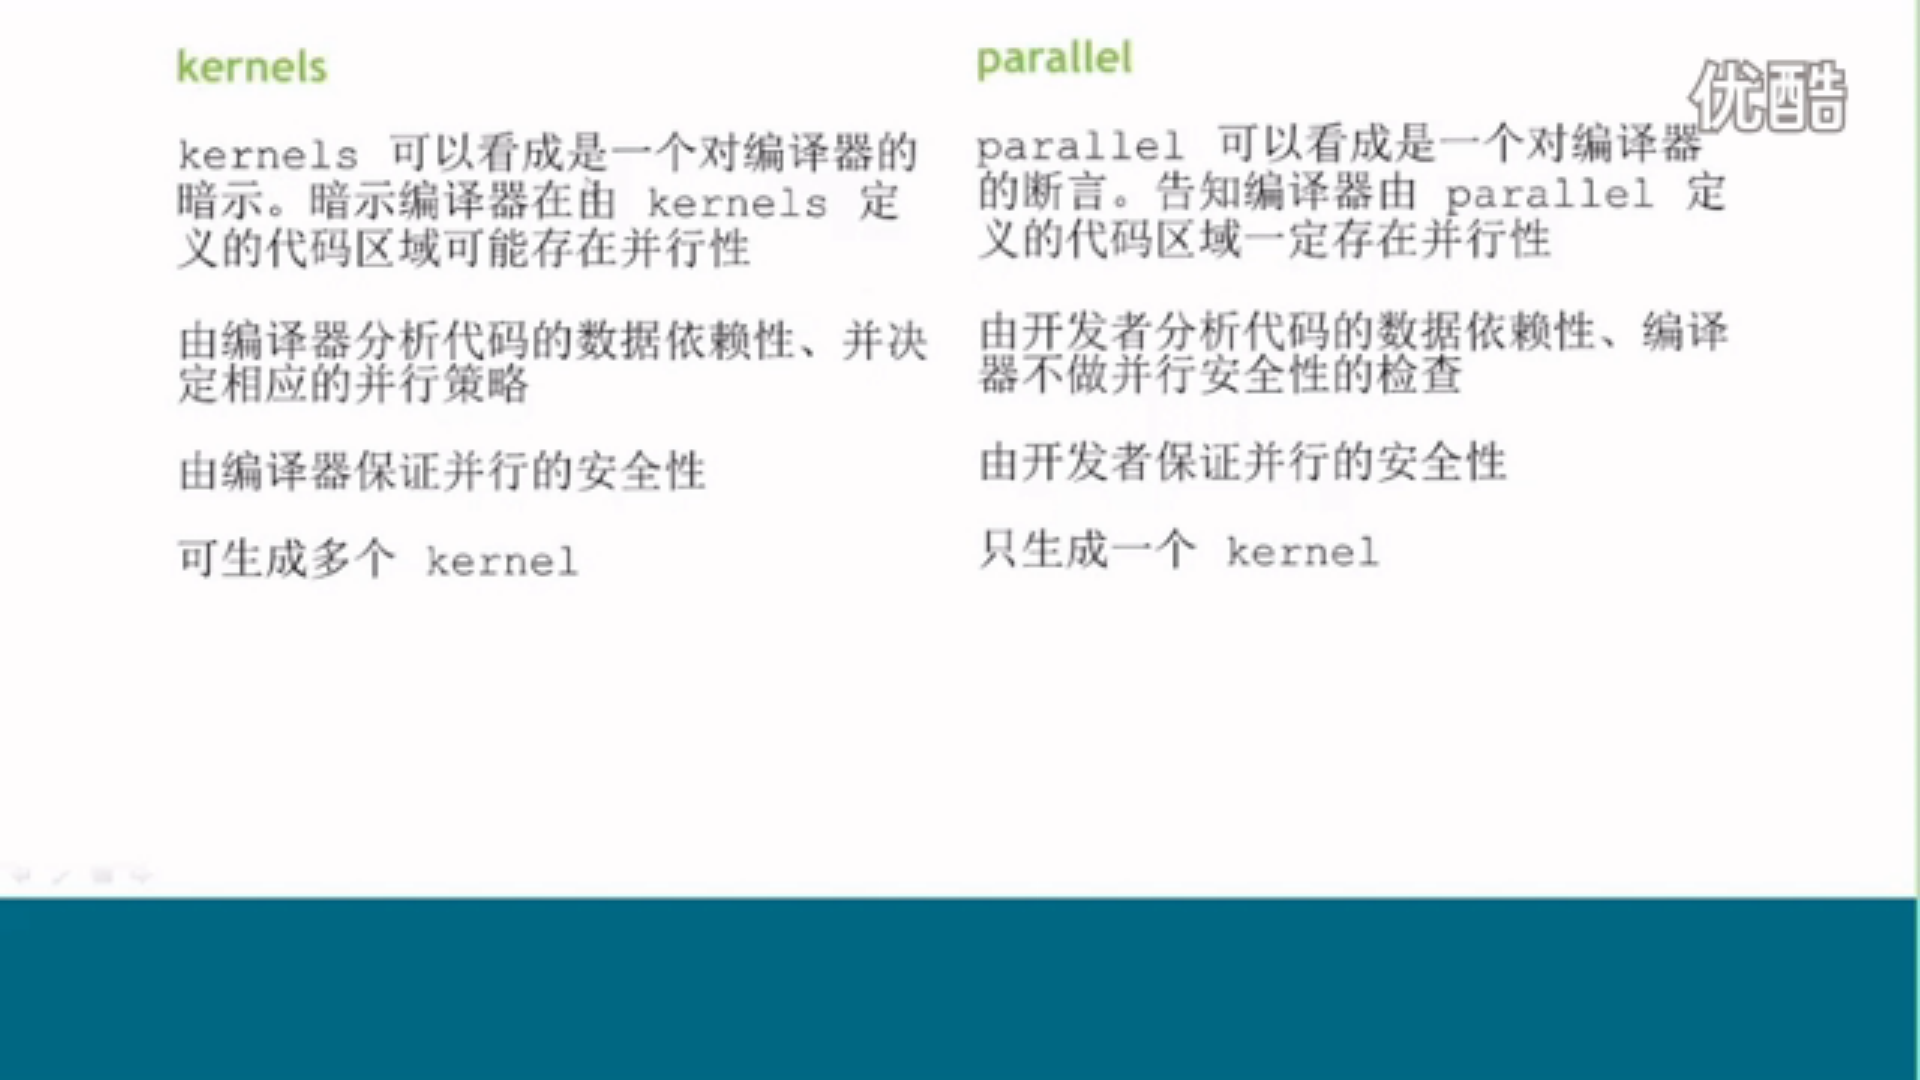 kernels
kernels 可以看成是一个对编译器的
暗示。暗示编译器在由 kernels 定
义的代码区域可能存在并行性
由编译器分析代码的数据依赖性、并决
定相应的并行策略
由编译器保证并行的安全性
可生成多个 kernel
parallel
parallel 可以看成是一个对编译器
的断言。告知编译器由 parallel 定
义的代码区域一定存在并行性
由开发者分析代码的数据依赖性、编译
器不做并行安全性的检查
由开发者保证并行的安全性
只生成一个 kernel
优酷